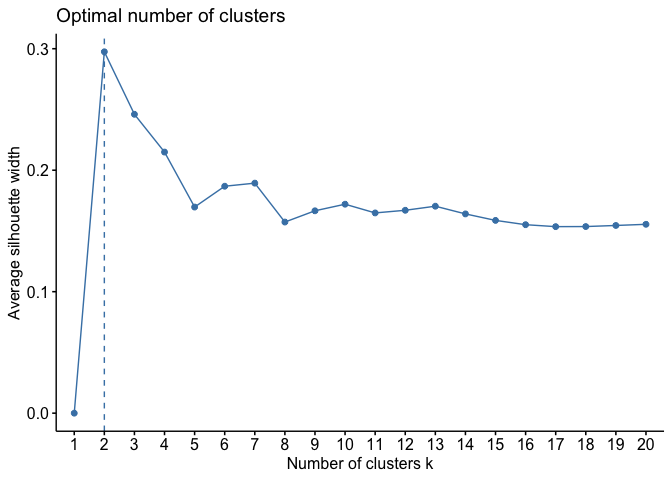 Optimal number of clusters
0.3
0.2
0.1
0.0
Average silhouette width
1 2 3 4 5 6 7 8 9 10 11 12 13 14 15 16 17 18 19 20
Number of clusters k